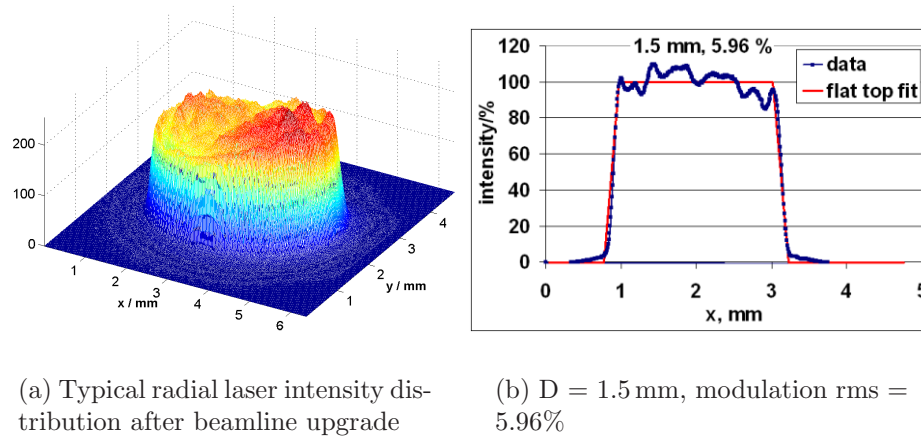 200
100
0
1
2
3
4
5
6
x / mm
1
2
3
4
y / mm
1.5 mm, 5.96 %
data
flat top fit
intensity/%
120
100
80
60
40
20
0
0
1
2
3
4
5
x, mm
(a) Typical radial laser intensity dis-
tribution after beamline upgrade
(b) D = 1.5 mm, modulation rms =
5.96%